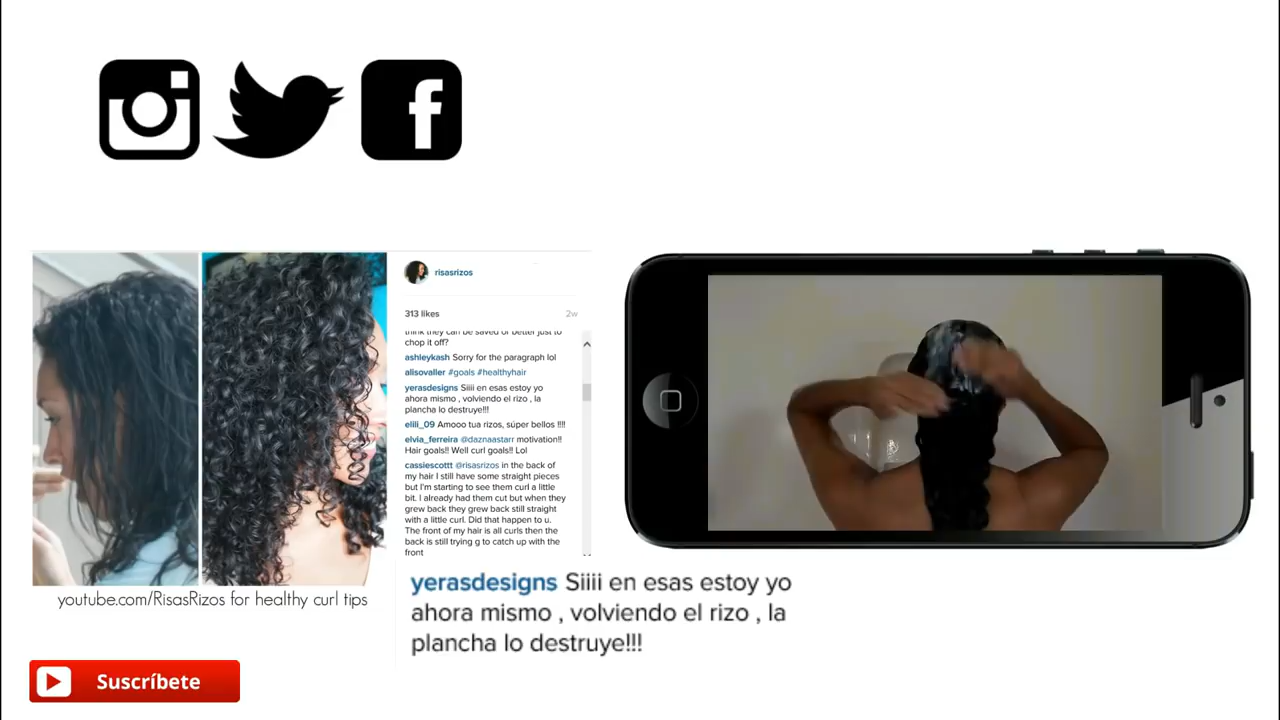 risasrizos
313 likes
2w
think they can be saved or better just to
chop it off?
ashleykash Sorry for the paragraph lol
alisovaller #goals #healthyhair
yerasdesigns Siiii en esas estoy yo
ahora mismo , volviendo el rizo , la
plancha lo destruye!!!
elili_09 Amooo tua rizos, súper bellos !!!!
elvia_ferreira @daznaastarr motivation!!
Hair goals!! Well curl goals!! Lol
cassiescottt @risasrizos in the back of
my hair I still have some straight pieces
but I'm starting to see them curl a little
bit. I already had them cut but when they
grew back they grew back still straight
with a little curl. Did that happen to u.
The front of my hair is all curls then the
back is still trying g to catch up with the
front
youtube.com/RisasRizos for healthy curl tips
yerasdesigns Siiii en esas estoy yo
ahora mismo , volviendo el rizo , la
plancha lo destruye!!!
Suscríbete